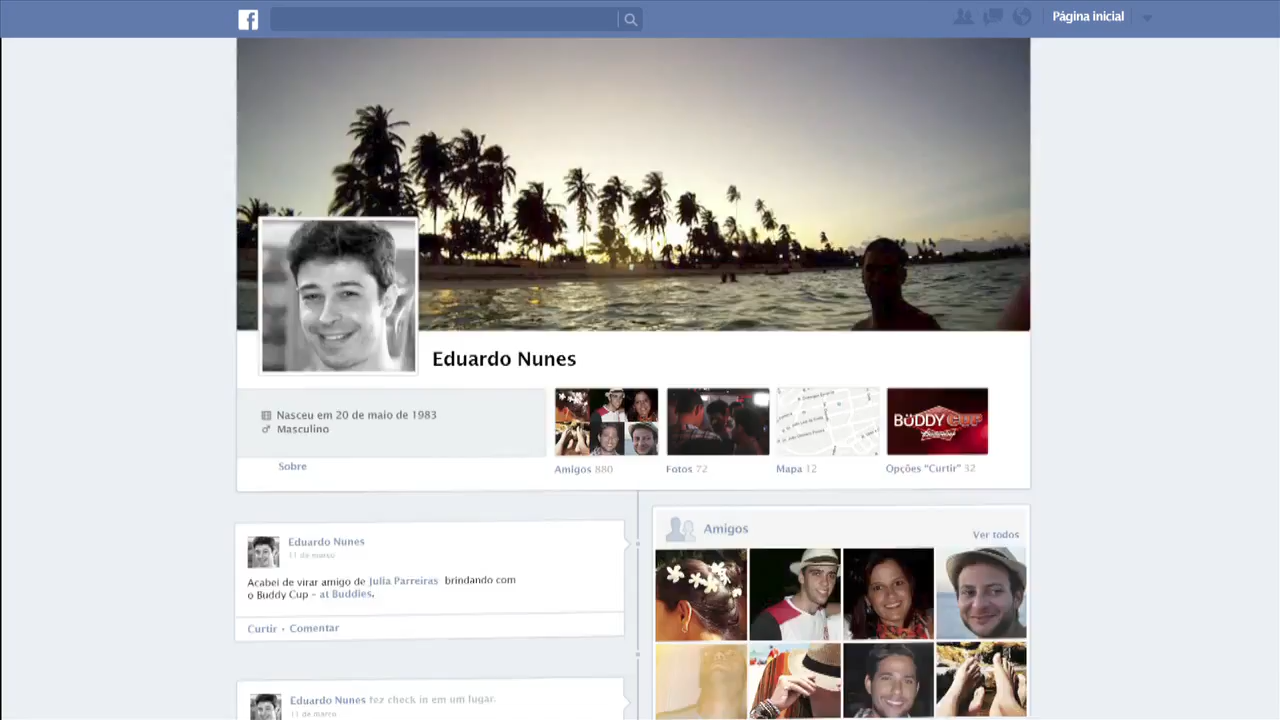 f
Página inicial
Eduardo Nunes
Nasceu em 20 de maio de 1983
Masculino
Sobre
BUDDY CUP
Budweiser
Amigos 880
Fotos 72
Mapa 12
Opções “Curtir” 32
Eduardo Nunes
11 de março
Acabei de virar amigo de Julia Parreiras brindando com
o Buddy Cup – at Buddies.
Curtir • Comentar
Eduardo Nunes fez check in em um lugar.
11 de março
Amigos
Ver todos